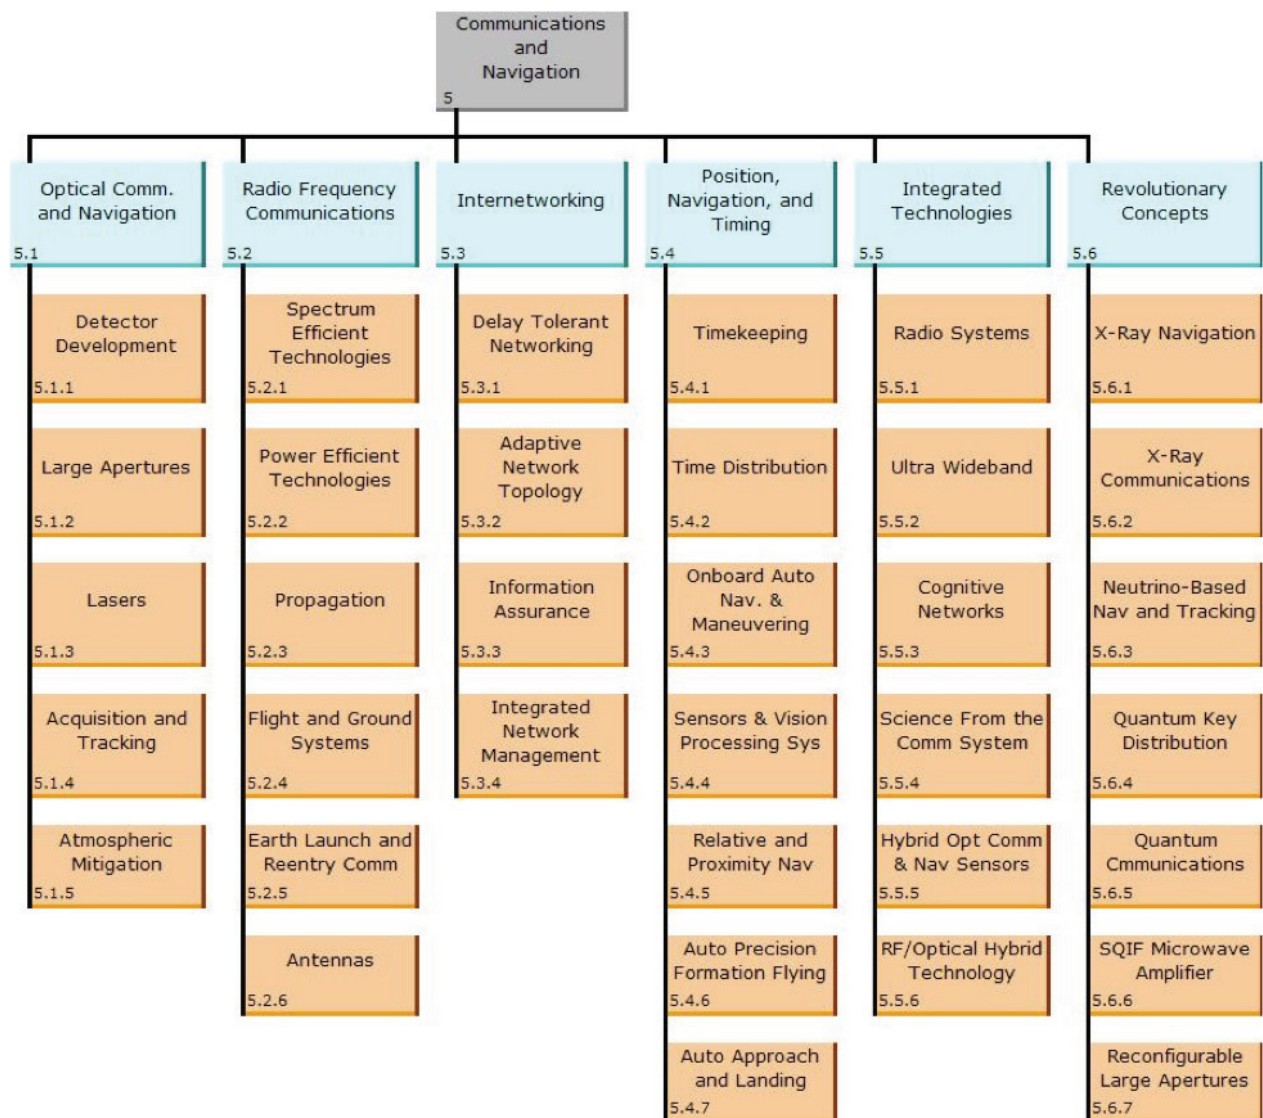 Communications
and
Navigation
5
Optical Comm.
and Navigation
5.1
Radio Frequency
Communications
5.2
Internetworking
5.3
Position,
Navigation, and
Timing
5.4
Integrated
Technologies
5.5
Revolutionary
Concepts
5.6
Detector
Development
5.1.1
Spectrum
Efficient
Technologies
5.2.1
Delay Tolerant
Networking
5.3.1
Timekeeping
5.4.1
Radio Systems
5.5.1
X-Ray Navigation
5.6.1
Large Apertures
5.1.2
Power Efficient
Technologies
5.2.2
Adaptive
Network
Topology
5.3.2
Time Distribution
5.4.2
Ultra Wideband
5.5.2
X-Ray
Communications
5.6.2
Lasers
5.1.3
Propagation
5.2.3
Information
Assurance
5.3.3
Onboard Auto
Nav. &
Maneuvering
5.4.3
Cognitive
Networks
5.5.3
Neutrino-Based
Nav and Tracking
5.6.3
Acquisition and
Tracking
5.1.4
Flight and Ground
Systems
5.2.4
Integrated
Network
Management
5.3.4
Sensors & Vision
Processing Sys
5.4.4
Science From the
Comm System
5.5.4
Quantum Key
Distribution
5.6.4
Atmospheric
Mitigation
5.1.5
Earth Launch and
Reentry Comm
5.2.5
Relative and
Proximity Nav
5.4.5
Hybrid Opt Comm
& Nav Sensors
5.5.5
Quantum
Cmmunications
5.6.5
Antennas
5.2.6
Auto Precision
Formation Flying
5.4.6
RF/Optical Hybrid
Technology
5.5.6
SQIF Microwave
Amplifier
5.6.6
Auto Approach
and Landing
5.4.7
Reconfigurable
Large Apertures
5.6.7